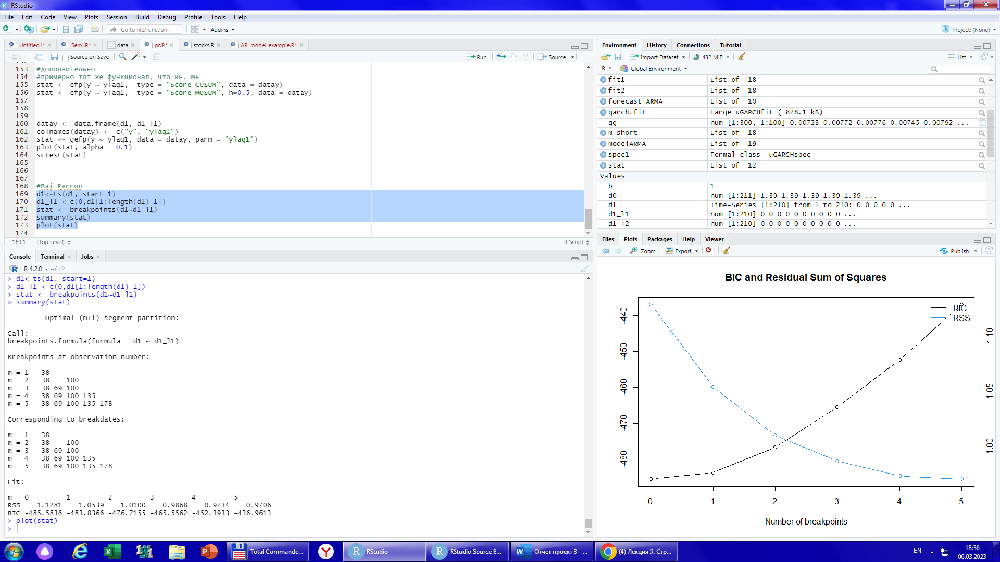 RStudio
File Edit Code View Plots Session Build Debug Profile Tools Help
Go to file/function Addins Project: (None)
Untitled1* Semi.R* data pr.R* stocks.R AR_model_example.R*
Source on Save Run Source
153 #дополнительно
154 #примерно тот же функционал, что RE, ME
155 stat <- efp(y ~ ylag1,  type = "Score-CUSUM", data = datay)
156 stat <- efp(y ~ ylag1,  type = "Score-MOSUM", h=0.5, data = datay)
157
158
159
160 datay <- data.frame(d1, d1_l1)
161 colnames(datay) <- c("y", "ylag1")
162 stat <- gefp(y ~ ylag1, data = datay, parm = "ylag1")
163 plot(stat, alpha = 0.1)
164 sctest(stat)
165
166
167
168 #Bai Perron
169 d1<-ts(d1, start=1)
170 d1_l1 <-c(0,d1[1:length(d1)-1])
171 stat <- breakpoints(d1~d1_l1)
172 summary(stat)
173 plot(stat)
174
169:1 (Top Level) R Script
Console Terminal Jobs
R 4.2.0 · ~/
> d1<-ts(d1, start=1)
> d1_l1 <-c(0,d1[1:length(d1)-1])
> stat <- breakpoints(d1~d1_l1)
> summary(stat)
Optimal (m+1)-segment partition:
Call:
breakpoints.formula(formula = d1 ~ d1_l1)
Breakpoints at observation number:
m = 1   38
m = 2   38    100
m = 3   38 69 100
m = 4   38 69 100 135
m = 5   38 69 100 135 178
Corresponding to breakdates:
m = 1   38
m = 2   38    100
m = 3   38 69 100
m = 4   38 69 100 135
m = 5   38 69 100 135 178
Fit:
m   0         1         2         3         4         5
RSS    1.1281    1.0539    1.0100    0.9868    0.9734    0.9706
BIC -485.5836 -483.8366 -476.7155 -465.5562 -452.3933 -436.9613
> plot(stat)
>
Environment History Connections Tutorial
Import Dataset 432 MiB List
R Global Environment
fit1 List of  18
fit2 List of  18
forecast_ARMA List of  10
garch.fit Large uGARCHfit ( 828.1 kB)
gg num [1:300, 1:100] 0.00723 0.00772 0.00776 0.00745 0.00792 ...
m_short List of  18
modelARMA List of  19
spec1 Formal class  uGARCHspec
stat List of  12
Values
b 1
d0 num [1:211] 1.39 1.39 1.39 1.39 1.39 ...
d1 Time-Series [1:210] from 1 to 210: 0 0 0 0 0 ...
d1_l1 num [1:210] 0 0 0 0 0 0 0 0 0 0 ...
d1_l2 num [1:210] 0 0 0 0 0 0 0 0 0 0 ...
Files Plots Packages Help Viewer
Zoom Export Publish
BIC and Residual Sum of Squares
BIC
RSS
-440
-450
-460
-470
-480
1.10
1.05
1.00
0 1 2 3 4 5
Number of breakpoints
Total Commande... RStudio RStudio Source E... Отчет проект 3 - ... (4) Лекция 5. Стр... EN 18:36
06.03.2023